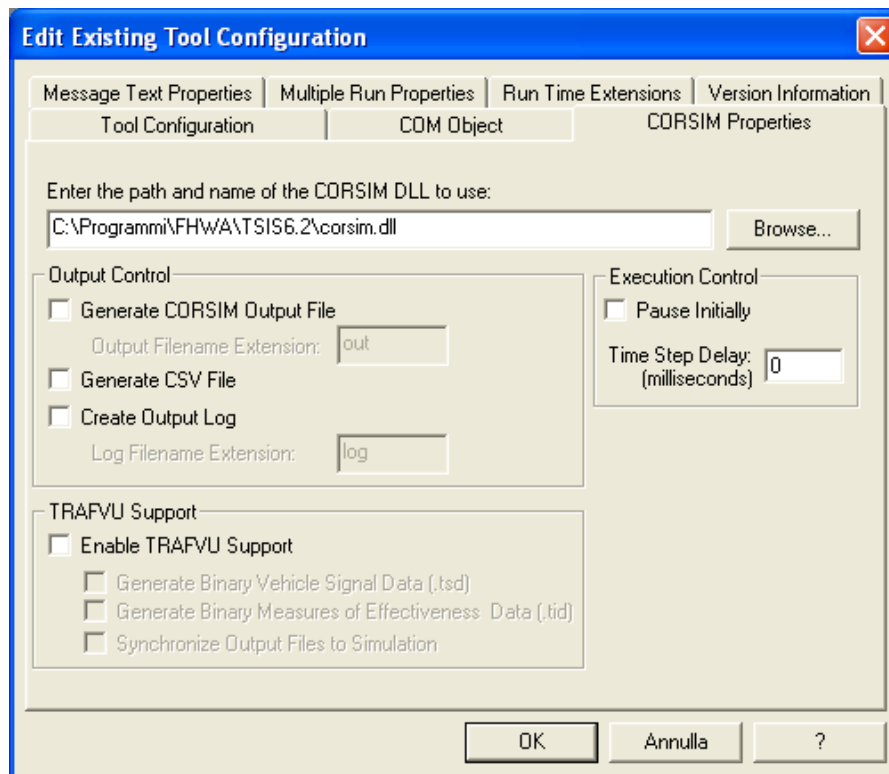 Edit Existing Tool Configuration
Message Text Properties
Multiple Run Properties
Run Time Extensions
Version Information
Tool Configuration
COM Object
CORSIM Properties
Enter the path and name of the CORSIM DLL to use:
C:\Programmi\FHWA\TSIS6.2\corsim.dll
Browse...
Output Control
Generate CORSIM Output File
Output Filename Extension:
out
Generate CSV File
Create Output Log
Log Filename Extension:
log
Execution Control
Pause Initially
Time Step Delay:
(milliseconds)
0
TRAFVU Support
Enable TRAFVU Support
Generate Binary Vehicle Signal Data (.tsd)
Generate Binary Measures of Effectiveness  Data (.tid)
Synchronize Output Files to Simulation
OK
Annulla
?